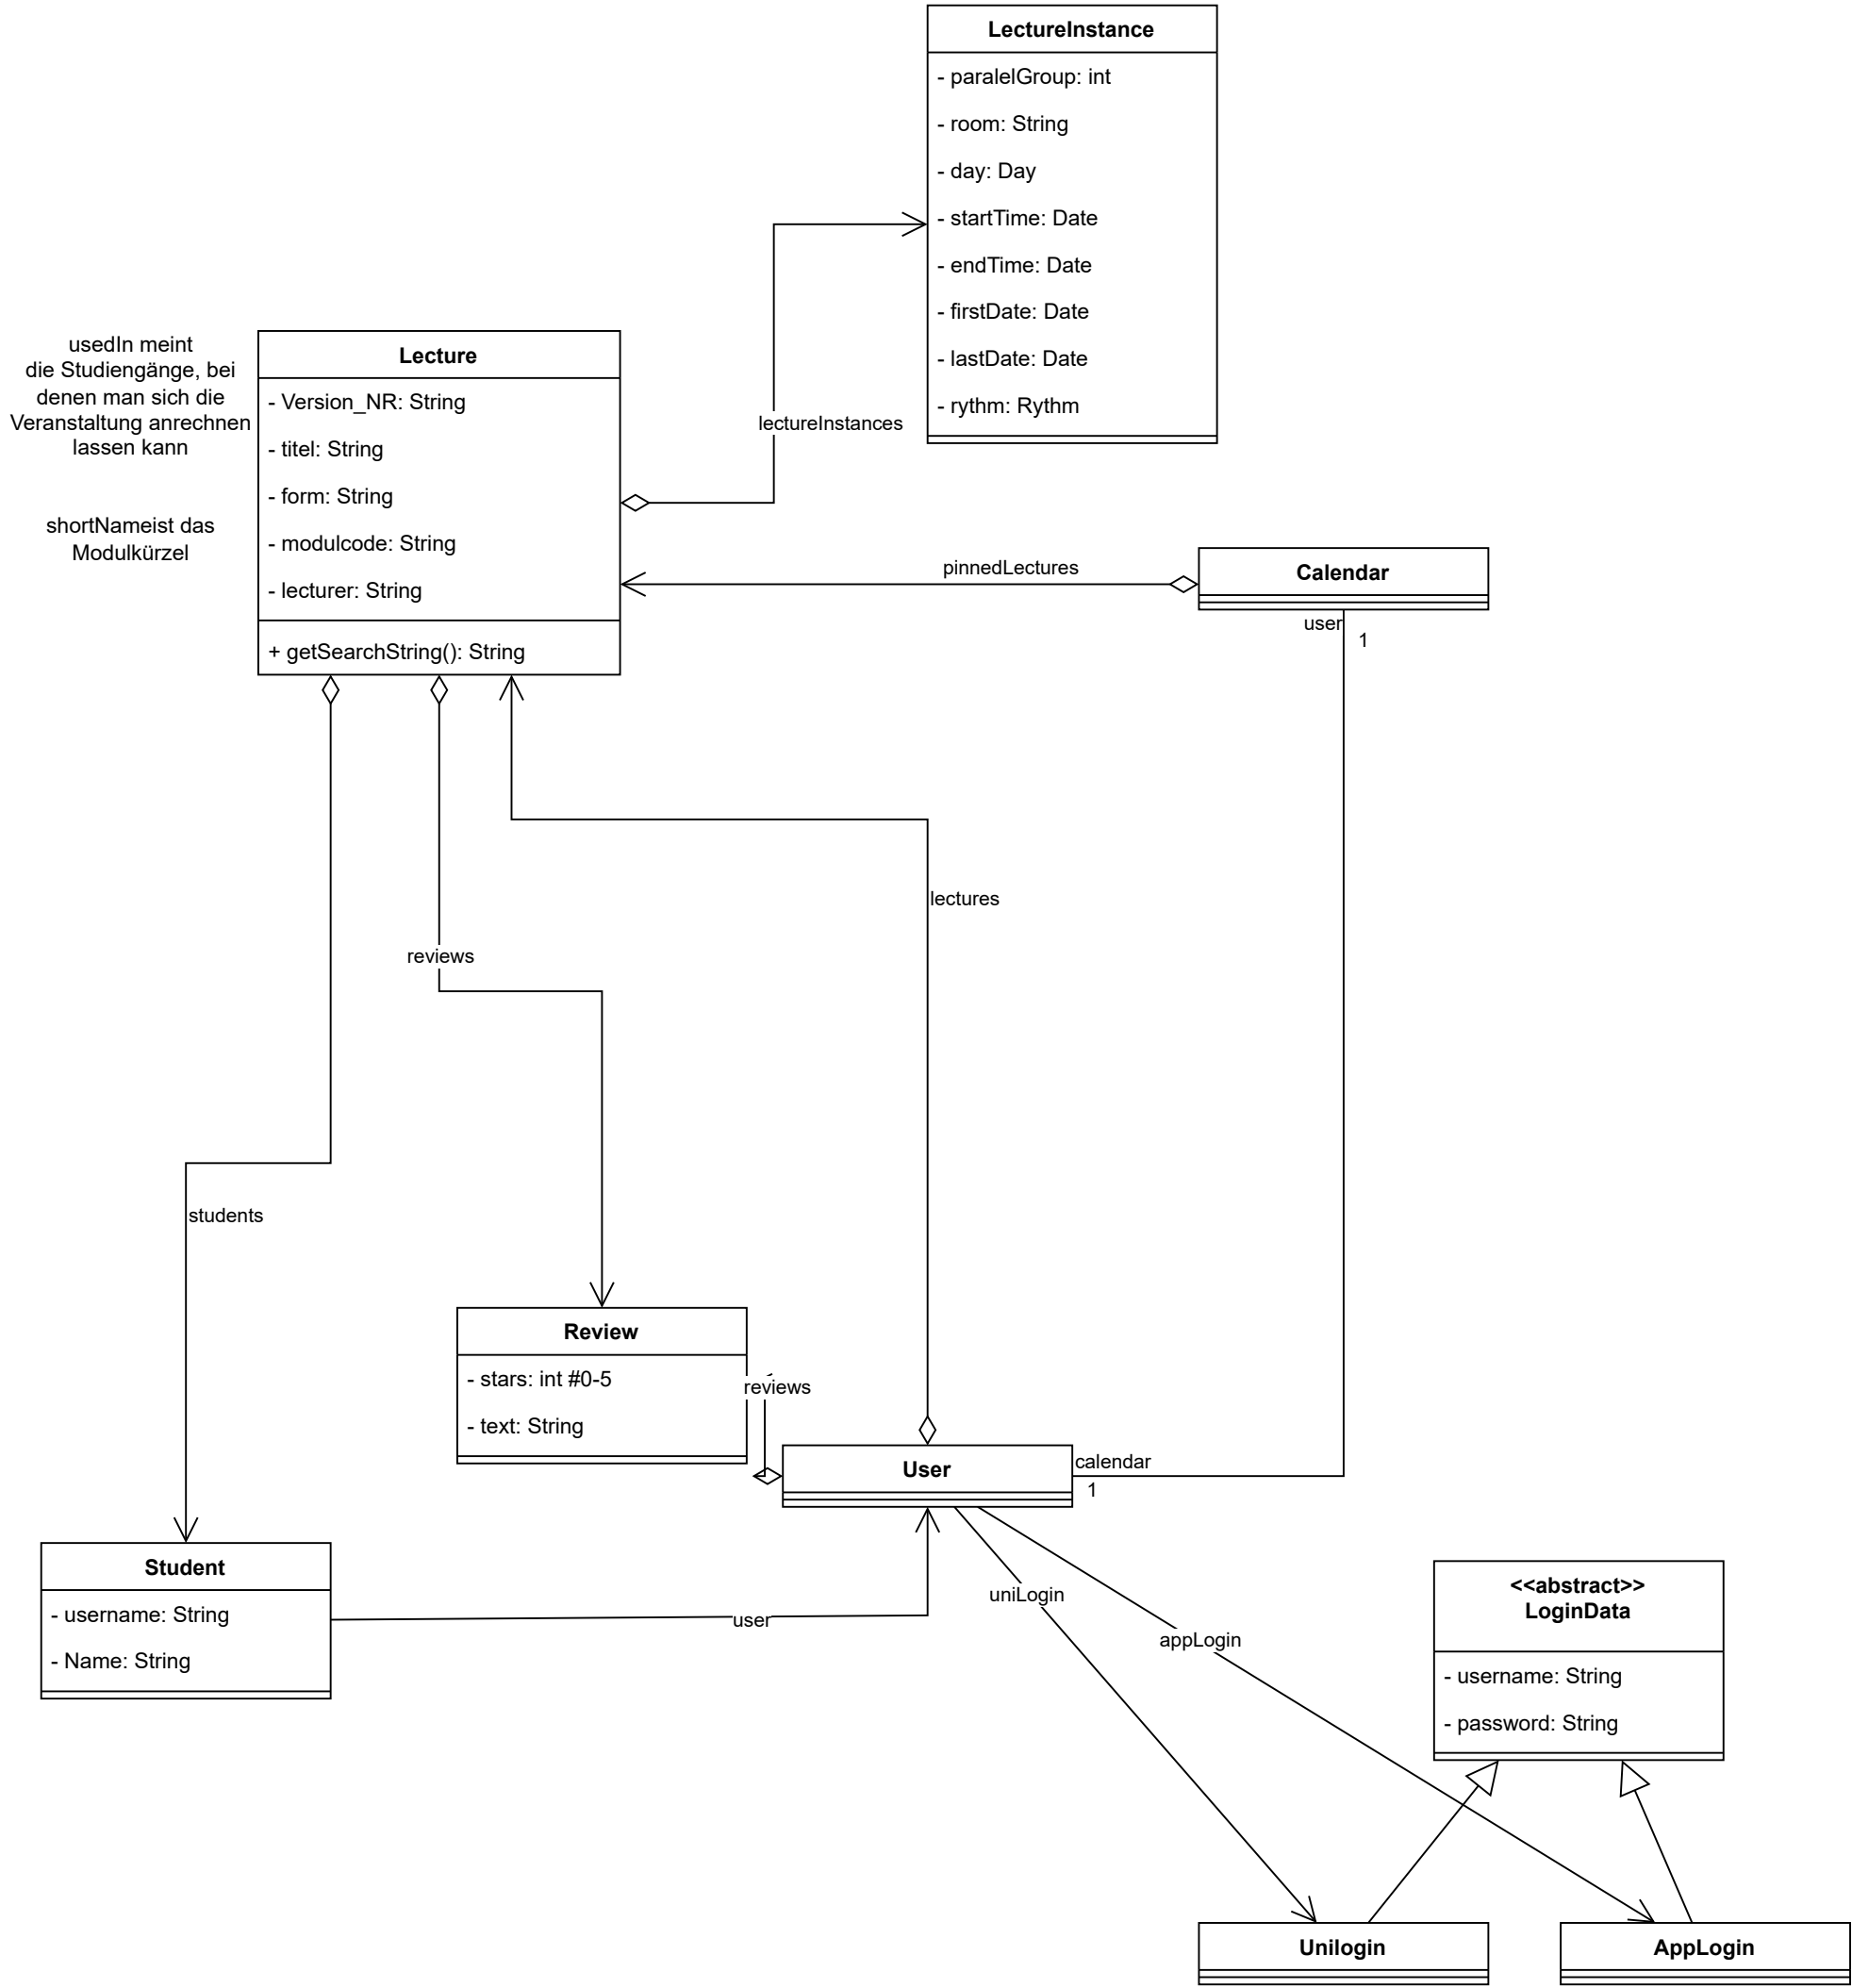 LectureInstance
- paralelGroup: int
- room: String
- day: Day
- startTime: Date
- endTime: Date
- firstDate: Date
- lastDate: Date
- rythm: Rythm
usedIn meint
die Studiengänge, bei
denen man sich die
Veranstaltung anrechnen
lassen kann
shortNameist das
Modulkürzel
Lecture
- Version_NR: String
- titel: String
- form: String
- modulcode: String
- lecturer: String
+ getSearchString(): String
lectureInstances
pinnedLectures
Calendar
user
1
lectures
reviews
students
Review
- stars: int #0-5
- text: String
reviews
User
calendar
1
Student
- username: String
- Name: String
user
uniLogin
appLogin
<<abstract>>
LoginData
- username: String
- password: String
Unilogin
AppLogin